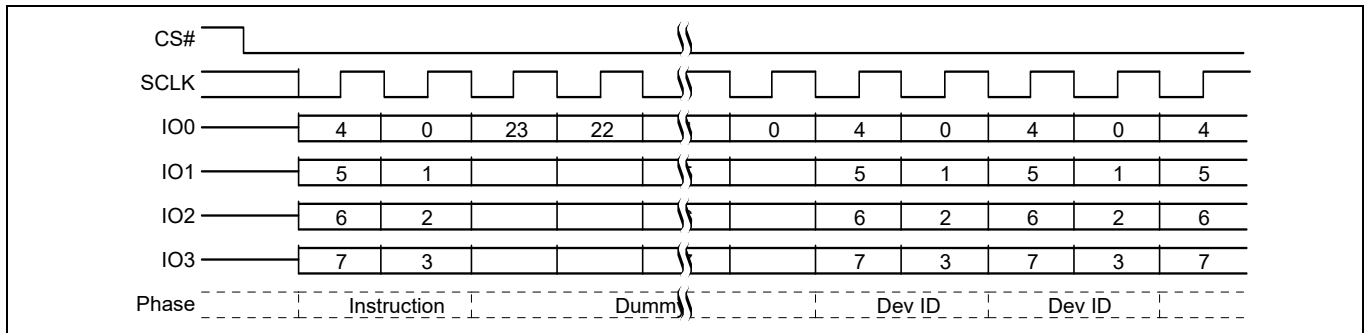 CS#
SCLK
IO0 4 0 23 22 0 4 0 4 0 4
IO1 5 1 5 1 5 1 5
IO2 6 2 6 2 6 2 6
IO3 7 3 7 3 7 3 7
Phase Instruction Dummy Dev ID Dev ID